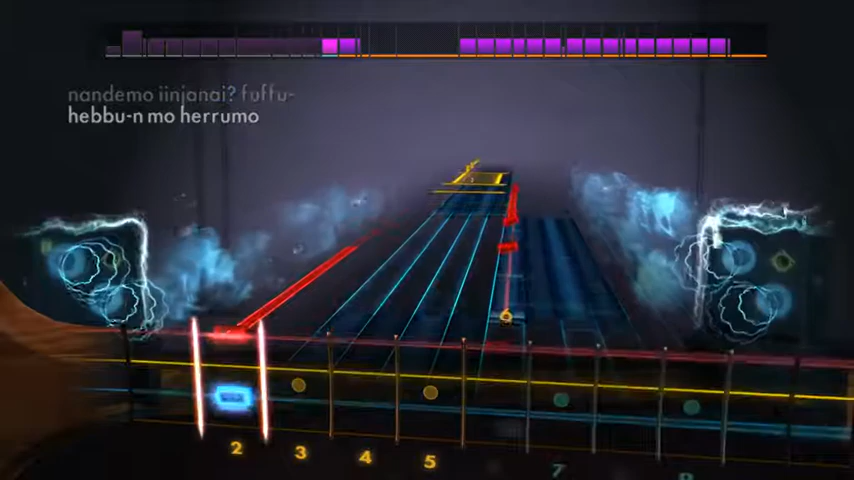 nandemo iinjanai? fuffu-
hebbu-n mo herrumo
6
2 3 4 5 7